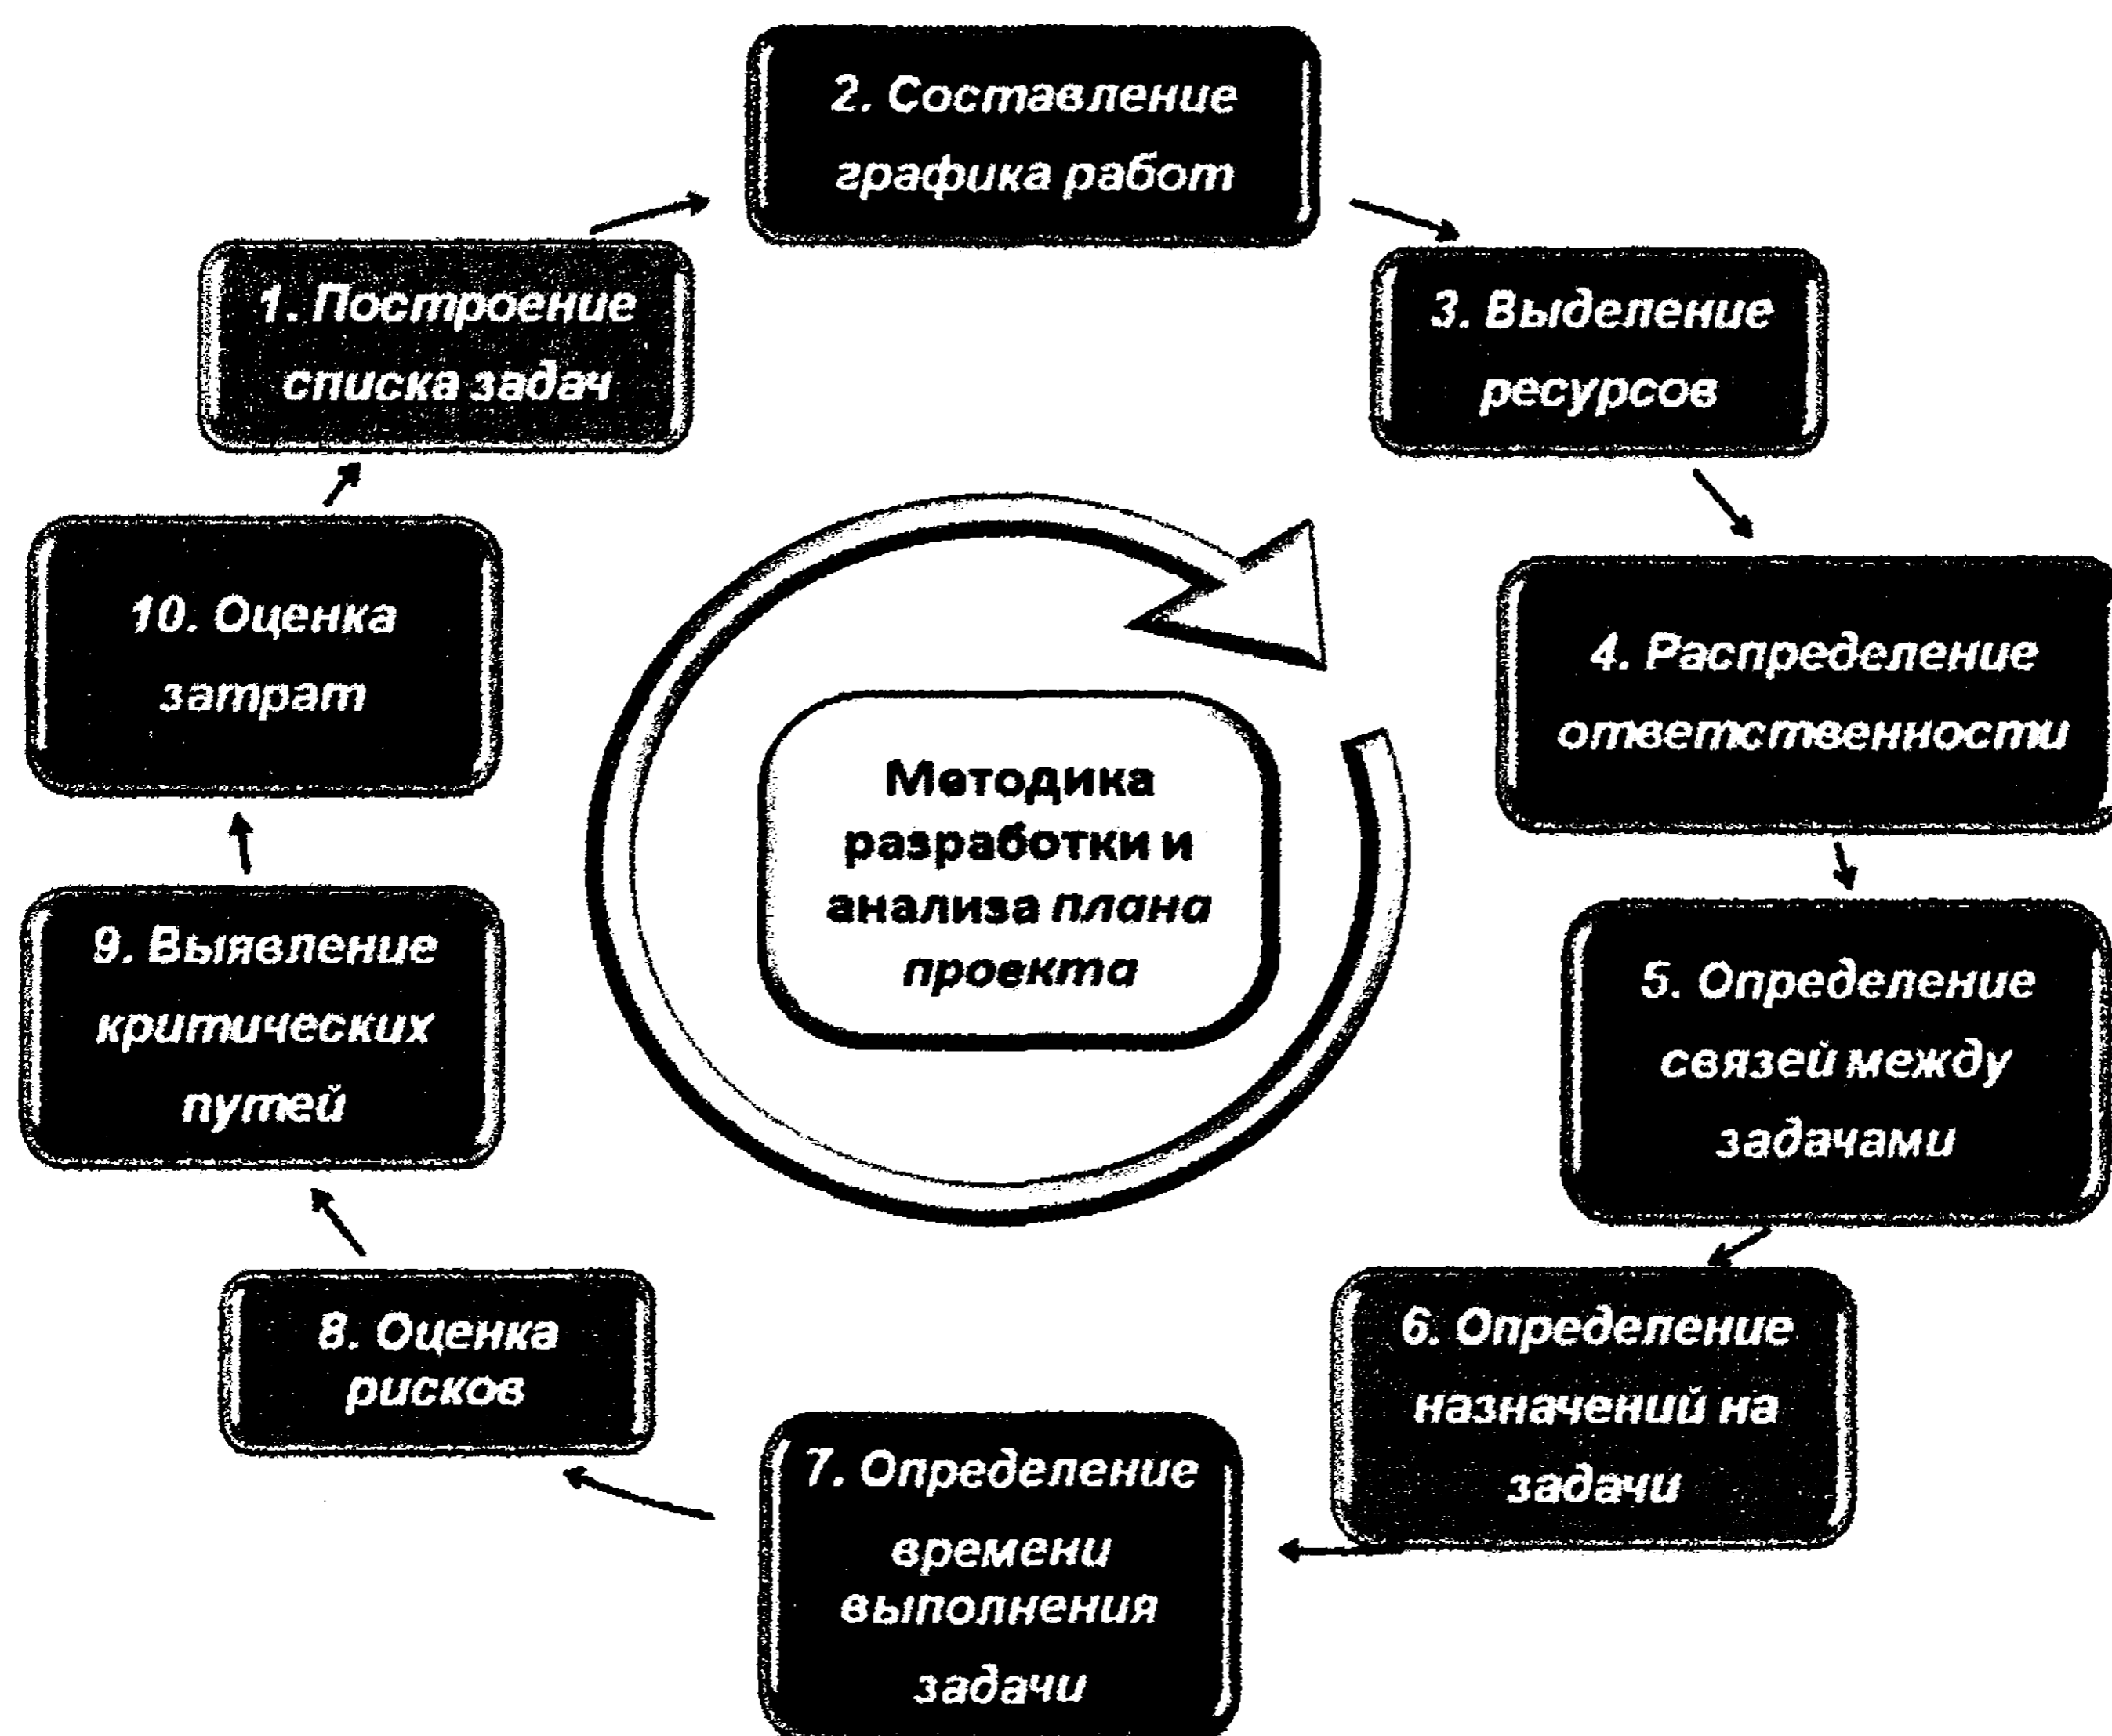 2. Составление
графика работ
1. Построение
списка задач
3. Выделение
ресурсов
10. Оценка
затрат
4. Распределение
ответственности
Методика
разработки и
анализа плана
проекта
9. Выявление
критических
путей
5. Определение
связей между
задачами
8. Оценка
рисков
6. Определение
назначений на
задачи
7. Определение
времени
выполнения
задачи